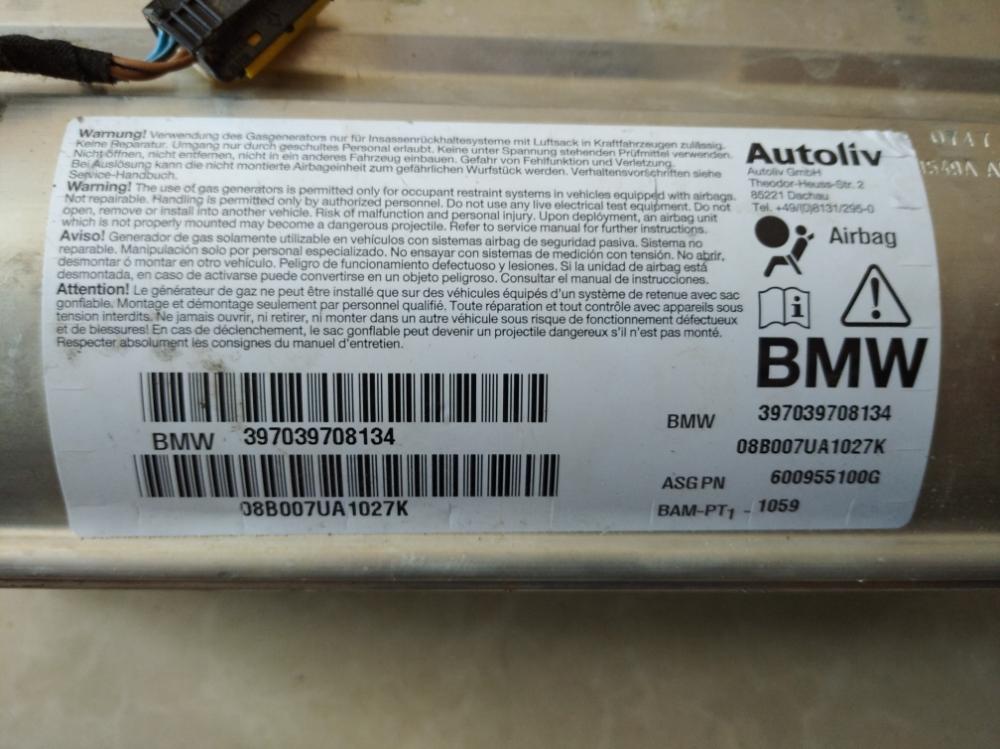 Warnung! Verwendung des Gasgenerators nur für Insassenrückhaltesysteme mit Luftsack in Kraftfahrzeugen zulässig.
Keine Reparatur. Umgang nur durch geschultes Personal erlaubt. Keine unter Spannung stehenden Prüfmittel verwenden.
Nicht öffnen, nicht entfernen, nicht in ein anderes Fahrzeug einbauen. Gefahr von Fehlfunktion und Verletzung.
Bei Auslösung kann die nicht montierte Airbageinheit zum gefährlichen Wurfstück werden. Verhaltensvorschriften siehe
Service-Handbuch.
Warning! The use of gas generators is permitted only for occupant restraint systems in vehicles equipped with airbags.
Not repairable. Handling is permitted only by authorized personnel. Do not use any live electrical test equipment. Do not
open, remove or install into another vehicle. Risk of malfunction and personal injury. Upon deployment, an airbag unit
which is not properly mounted may become a dangerous projectile. Refer to service manual for further instructions.
Aviso! Generador de gas solamente utilizable en vehículos con sistemas airbag de seguridad pasiva. Sistema no
reparable. Manipulación solo por personal especializado. No ensayar con sistemas de medición con tensión. No abrir,
desmontar ó montar en otro vehículo. Peligro de funcionamiento defectuoso y lesiones. Si la unidad de airbag está
desmontada, en caso de activarse puede convertirse en un objeto peligroso. Consultar el manual de instrucciones.
Attention! Le générateur de gaz ne peut être installé que sur des véhicules équipés d'un système de retenue avec sac
gonflable. Montage et démontage seulement par personnel qualifié. Toute réparation et tout contrôle avec appareils sous
tension interdits. Ne jamais ouvrir, ni retirer, ni monter dans un autre véhicule sous risque de fonctionnement défectueux
et de blessures! En cas de déclenchement, le sac gonflable peut devenir un projectile dangereux s'il n'est pas monté.
Respecter absolument les consignes du manuel d'entretien.
Autoliv
Autoliv GmbH
Theodor-Heuss-Str. 2
85221 Dachau
Tel. +49/(0)8131/295-0
Airbag
BMW
BMW 397039708134
08B007UA1027K
BMW 397039708134
08B007UA1027K
ASG PN 600955100G
BAM-PT1 - 1059
0747